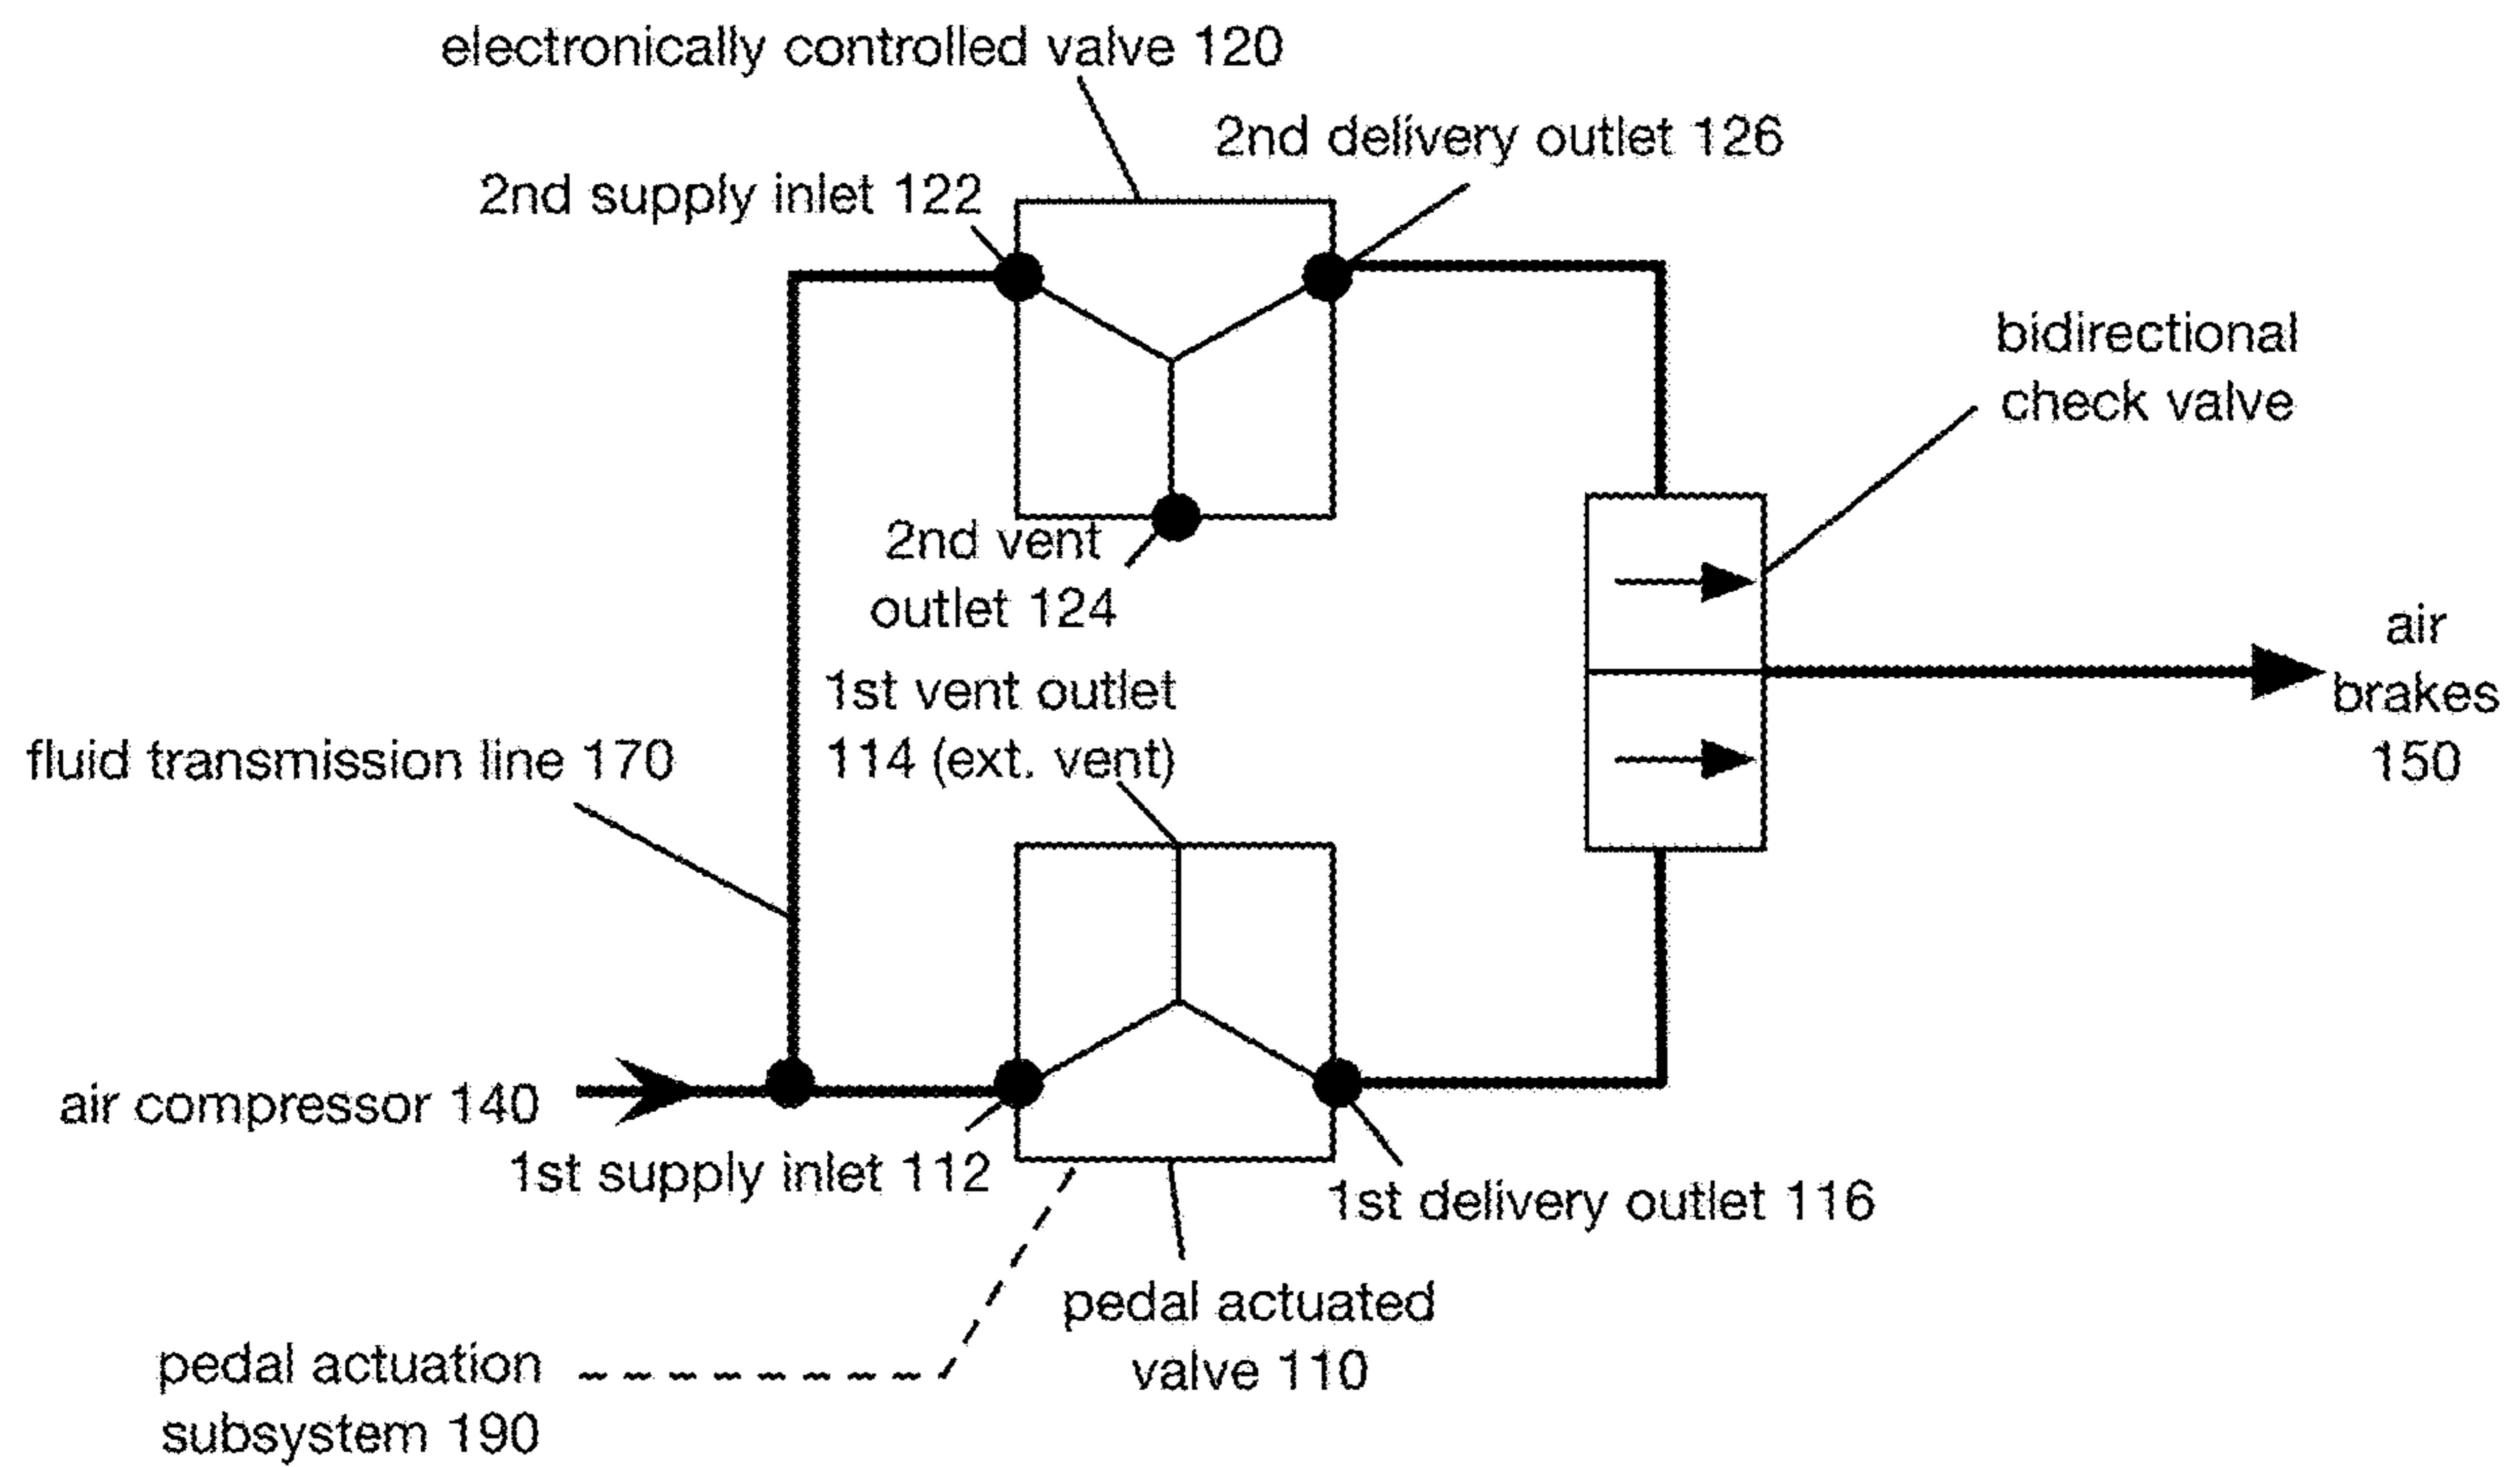 electronically controlled valve 120
2nd delivery outlet 126
2nd supply inlet 122
bidirectional
check valve
2nd vent
outlet 124
air
brakes
150
1st vent outlet
114 (ext. vent)
fluid transmission line 170
air compressor 140
1st supply inlet 112
1st delivery outlet 116
pedal actuated
valve 110
pedal actuation
subsystem 190